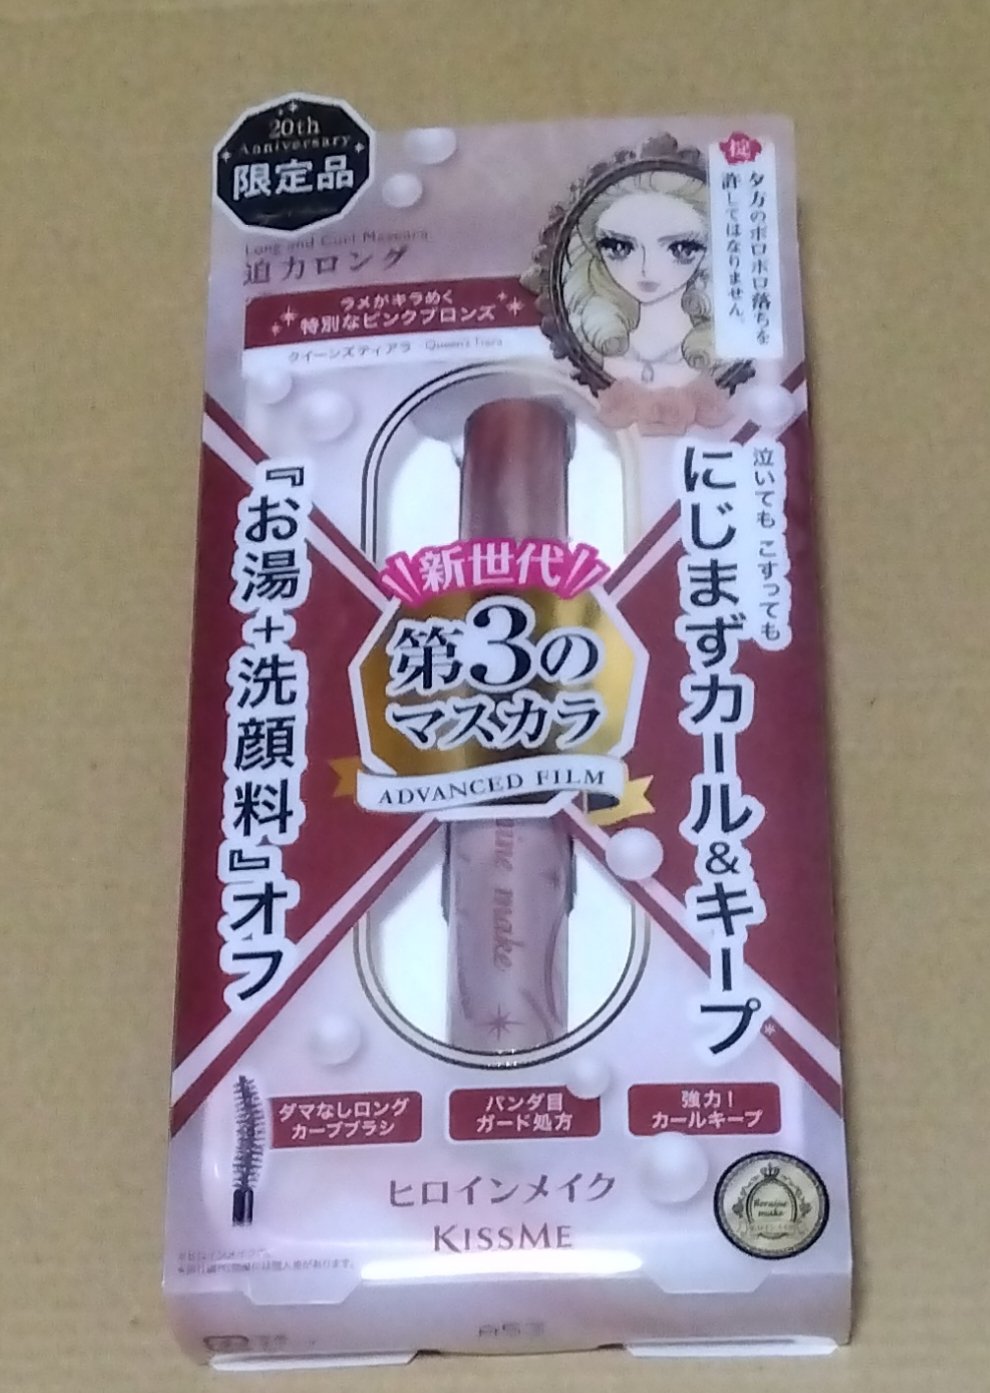 20th
Anniversary
限定品
Long and Curl Mascara
迫力ロング
ラメがキラめく
特別なピンクブロンズ
クイーンズティアラ Queen's Tiara
掟
夕方のボロボロ落ちを
許してはなりません。
泣いても こすっても
にじまずカール&キープ*
『お湯+洗顔料』オフ
新世代
第3の
マスカラ
ADVANCED FILM
make
ダマなしロング
カーブブラシ
パンダ目
ガード処方
強力!
カールキープ
ヒロインメイク
KISSME
Heroine
make